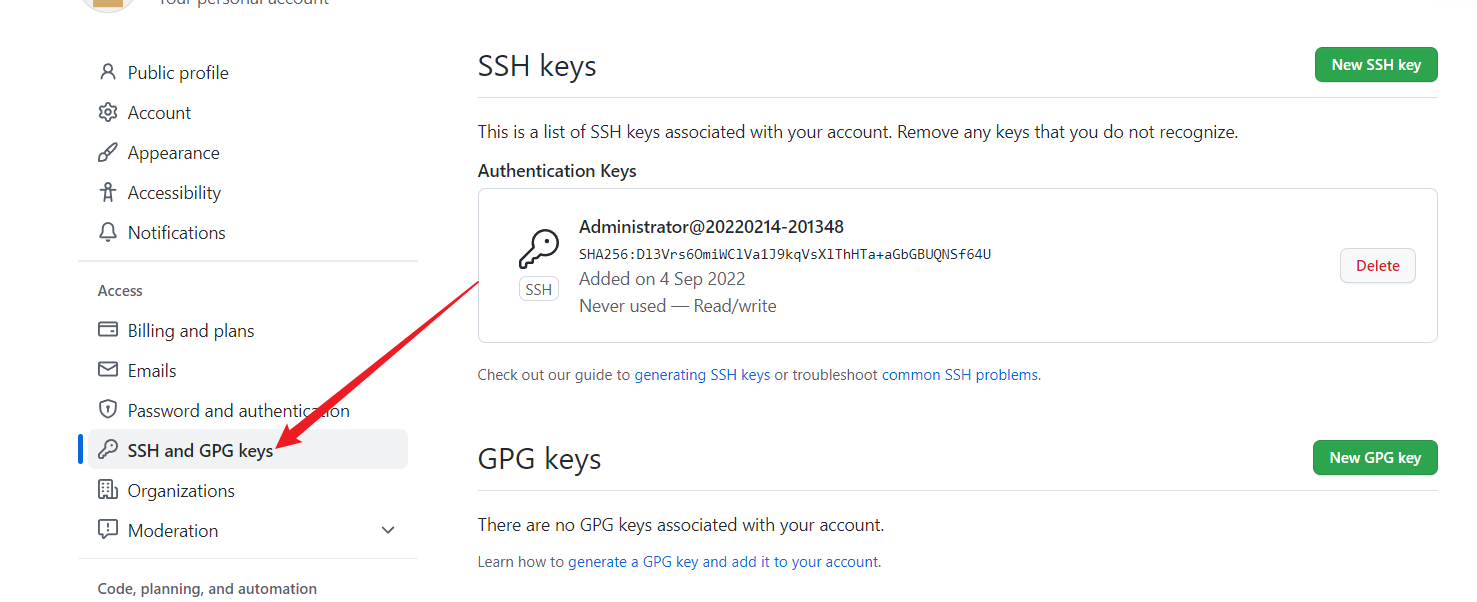 Your personal account
Public profile
Account
Appearance
Accessibility
Notifications
Access
Billing and plans
Emails
Password and authentication
SSH and GPG keys
Organizations
Moderation
Code, planning, and automation
SSH keys
New SSH key
This is a list of SSH keys associated with your account. Remove any keys that you do not recognize.
Authentication Keys
Administrator@20220214-201348
SHA256:Dl3Vrs6OmiWClVa1J9kqVsXlThHTa+aGbGBUQNSf64U
Added on 4 Sep 2022
Never used — Read/write
SSH
Delete
Check out our guide to generating SSH keys or troubleshoot common SSH problems.
GPG keys
New GPG key
There are no GPG keys associated with your account.
Learn how to generate a GPG key and add it to your account.